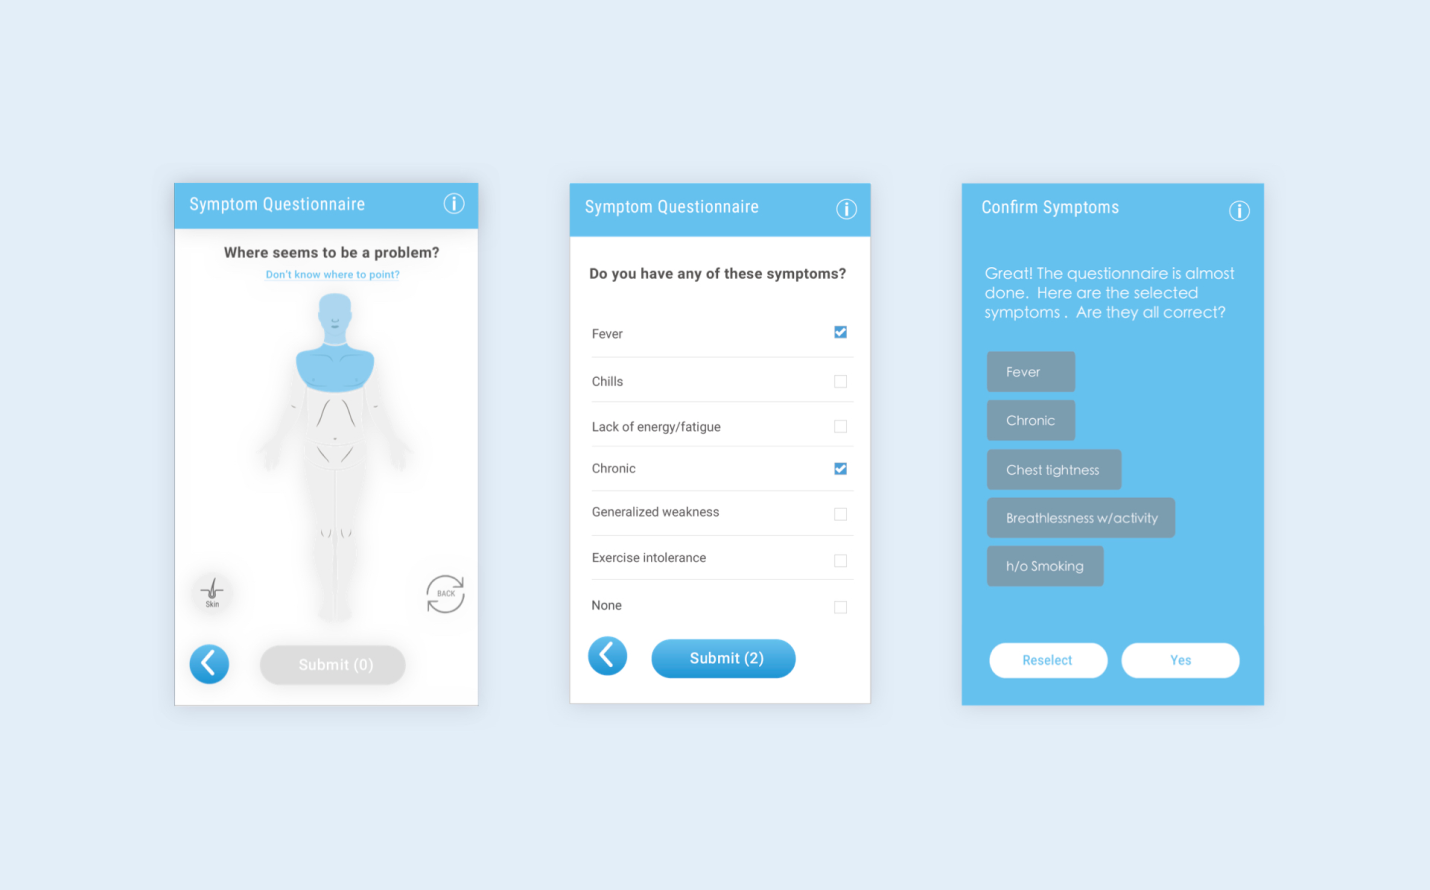 Symptom Questionnaire
i
Where seems to be a problem?
Don't know where to point?
Skin
BACK
Submit (0)
Symptom Questionnaire
i
Do you have any of these symptoms?
Fever
Chills
Lack of energy/fatigue
Chronic
Generalized weakness
Exercise intolerance
None
Submit (2)
Confirm Symptoms
i
Great! The questionnaire is almost
done. Here are the selected
symptoms . Are they all correct?
Fever
Chronic
Chest tightness
Breathlessness w/activity
h/o Smoking
Reselect
Yes